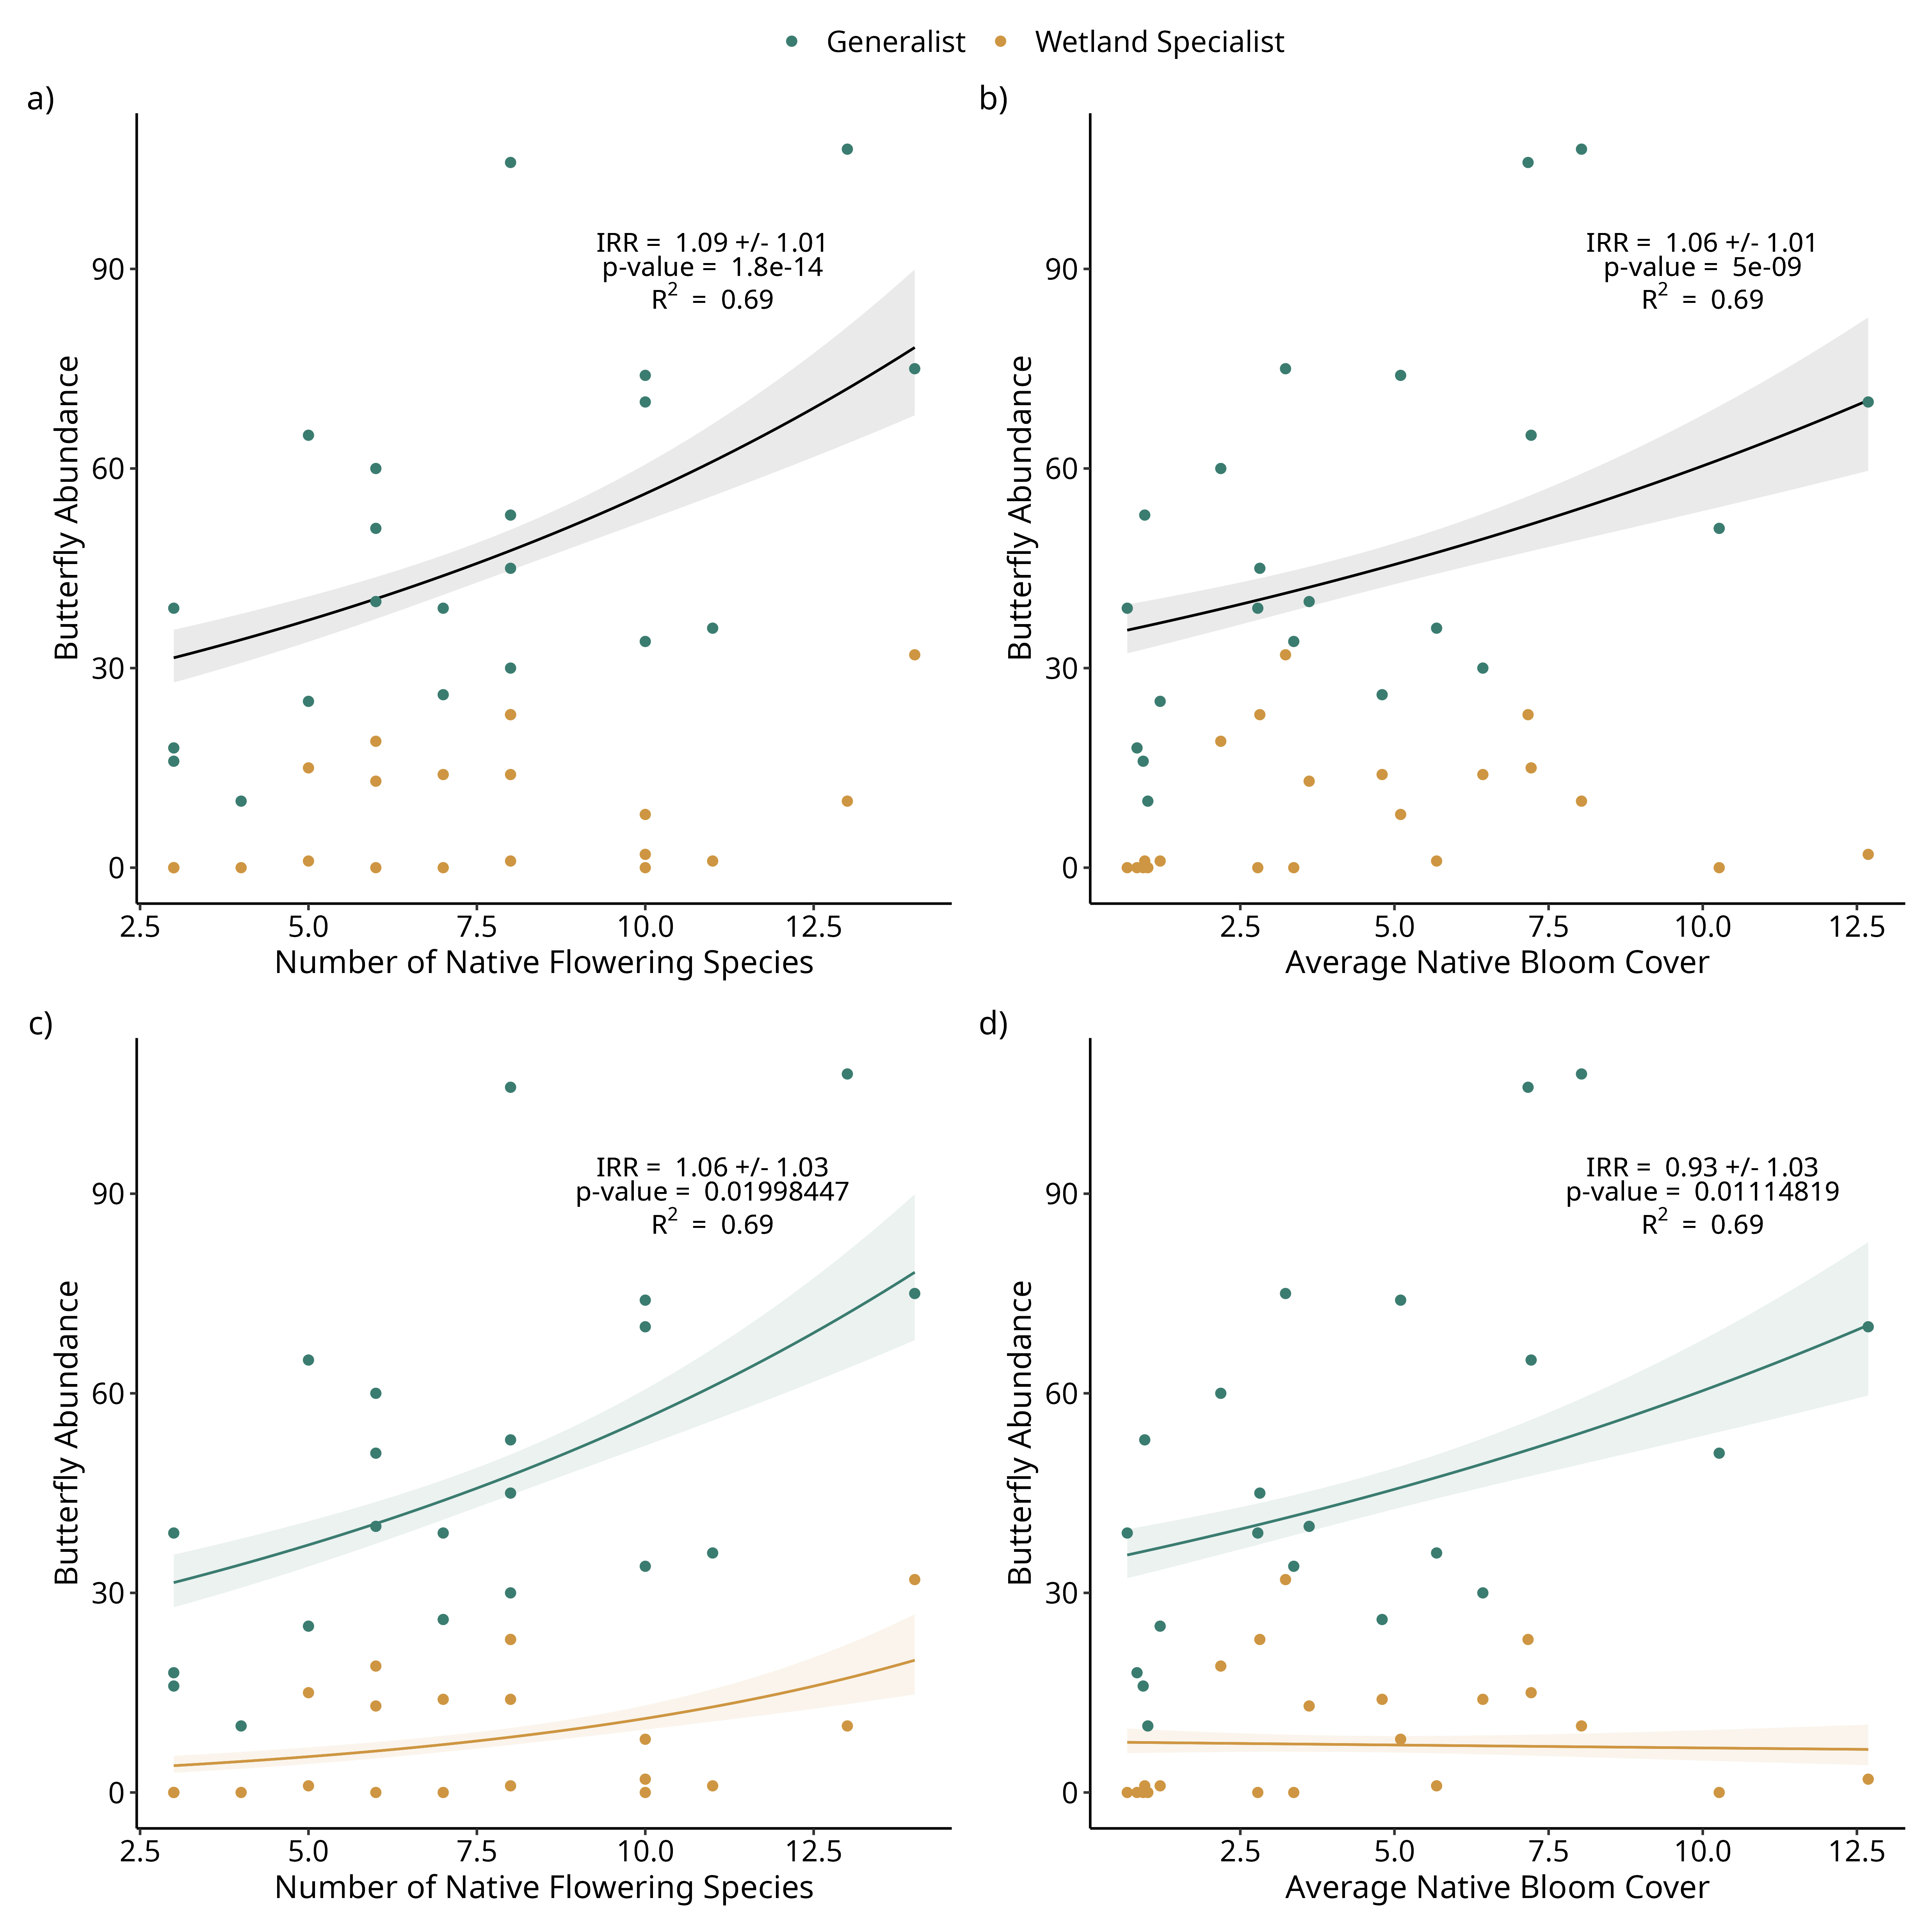 Generalist Wetland Specialist
a)
IRR = 1.09 +/- 1.01
p-value = 1.8e-14
R² = 0.69
Butterfly Abundance
90
60
30
0
2.5 5.0 7.5 10.0 12.5
Number of Native Flowering Species
b)
IRR = 1.06 +/- 1.01
p-value = 5e-09
R² = 0.69
Butterfly Abundance
90
60
30
0
2.5 5.0 7.5 10.0 12.5
Average Native Bloom Cover
c)
IRR = 1.06 +/- 1.03
p-value = 0.01998447
R² = 0.69
Butterfly Abundance
90
60
30
0
2.5 5.0 7.5 10.0 12.5
Number of Native Flowering Species
d)
IRR = 0.93 +/- 1.03
p-value = 0.01114819
R² = 0.69
Butterfly Abundance
90
60
30
0
2.5 5.0 7.5 10.0 12.5
Average Native Bloom Cover